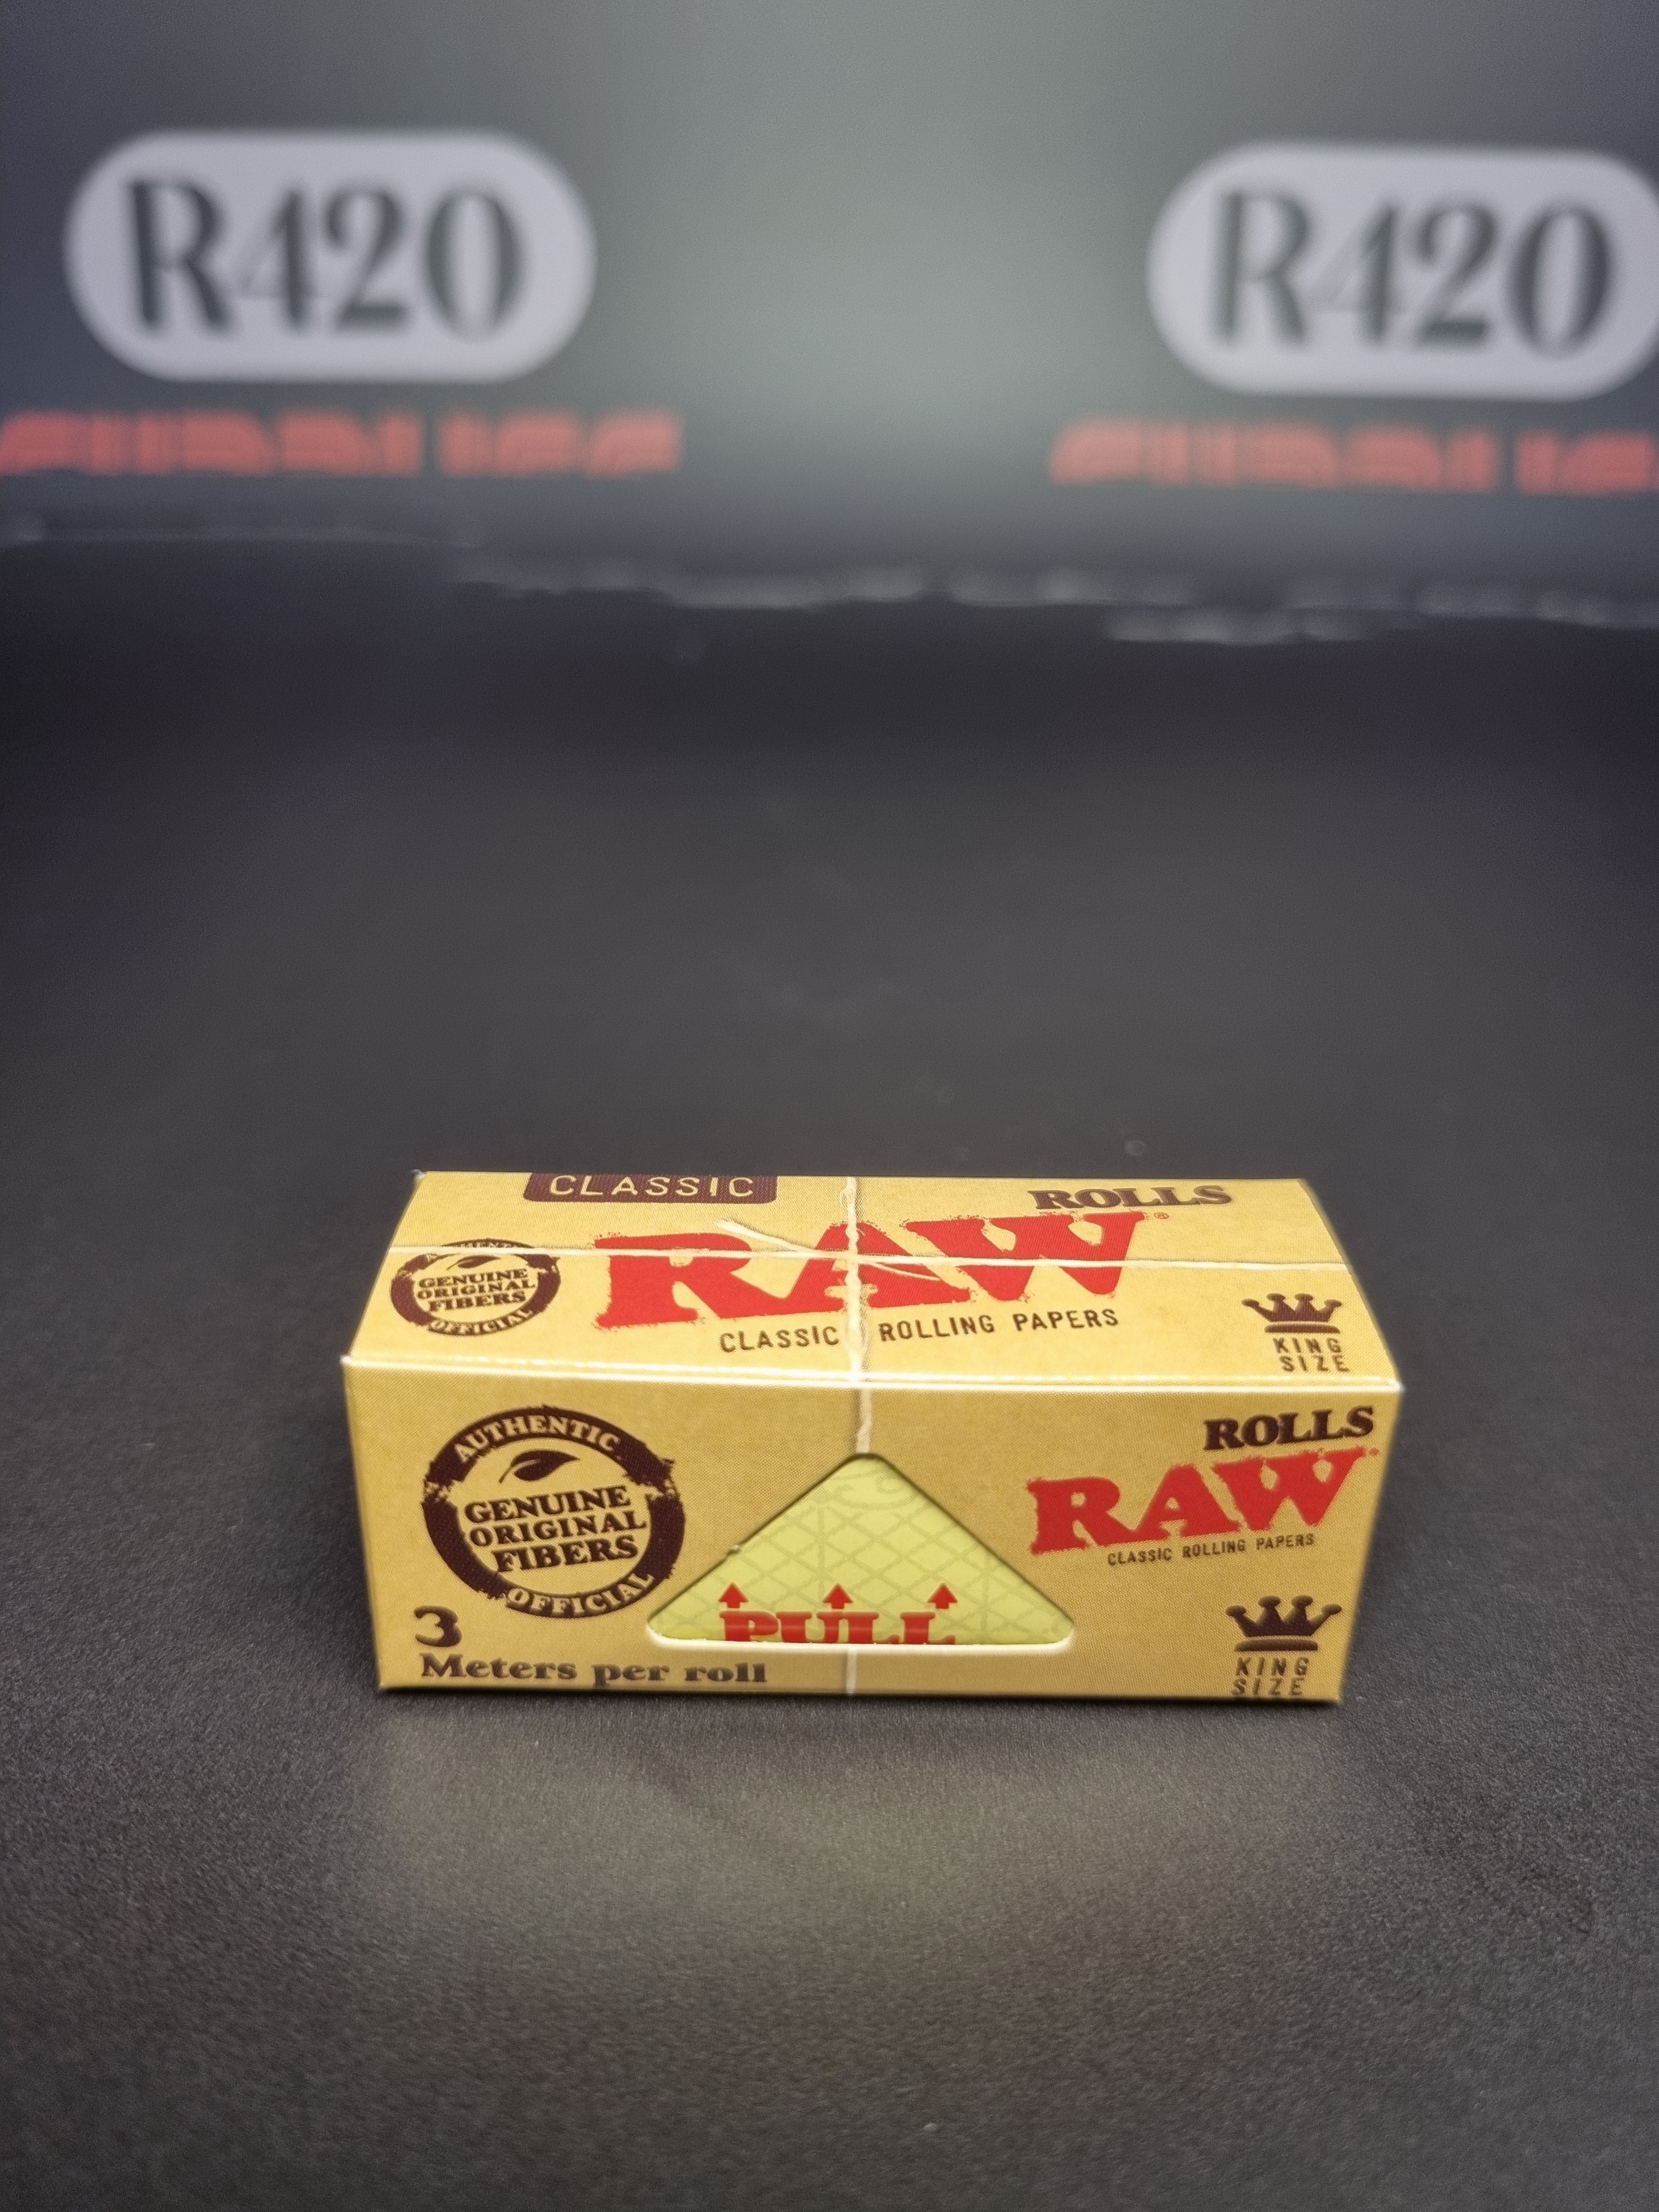 R420
R420
CLASSIC
ROLLS
RAW®
CLASSIC ROLLING PAPERS
GENUINE
ORIGINAL
FIBERS
OFFICIAL
KING
SIZE
AUTHENTIC
GENUINE
ORIGINAL
FIBERS
OFFICIAL
3
Meters per roll
PULL
ROLLS
RAW®
CLASSIC ROLLING PAPERS
KING
SIZE